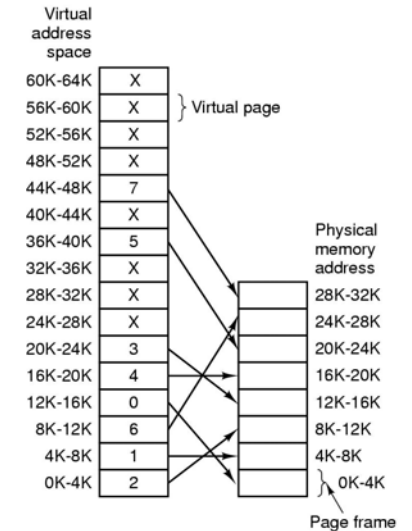 Virtual
address
space
60K-64K X
56K-60K X Virtual page
52K-56K X
48K-52K X
44K-48K 7
40K-44K X
36K-40K 5
32K-36K X
28K-32K X
24K-28K X
20K-24K 3
16K-20K 4
12K-16K 0
8K-12K 6
4K-8K 1
0K-4K 2
Physical
memory
address
28K-32K
24K-28K
20K-24K
16K-20K
12K-16K
8K-12K
4K-8K
0K-4K
Page frame